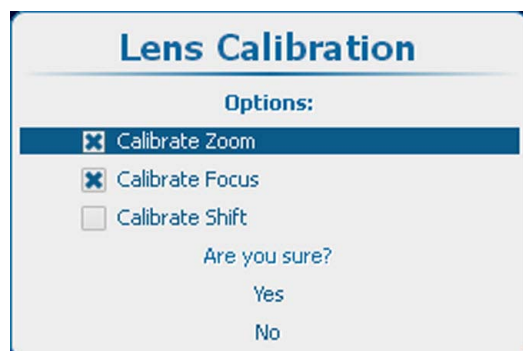 Lens Calibration
Options:
Calibrate Zoom
Calibrate Focus
Calibrate Shift
Are you sure?
Yes
No